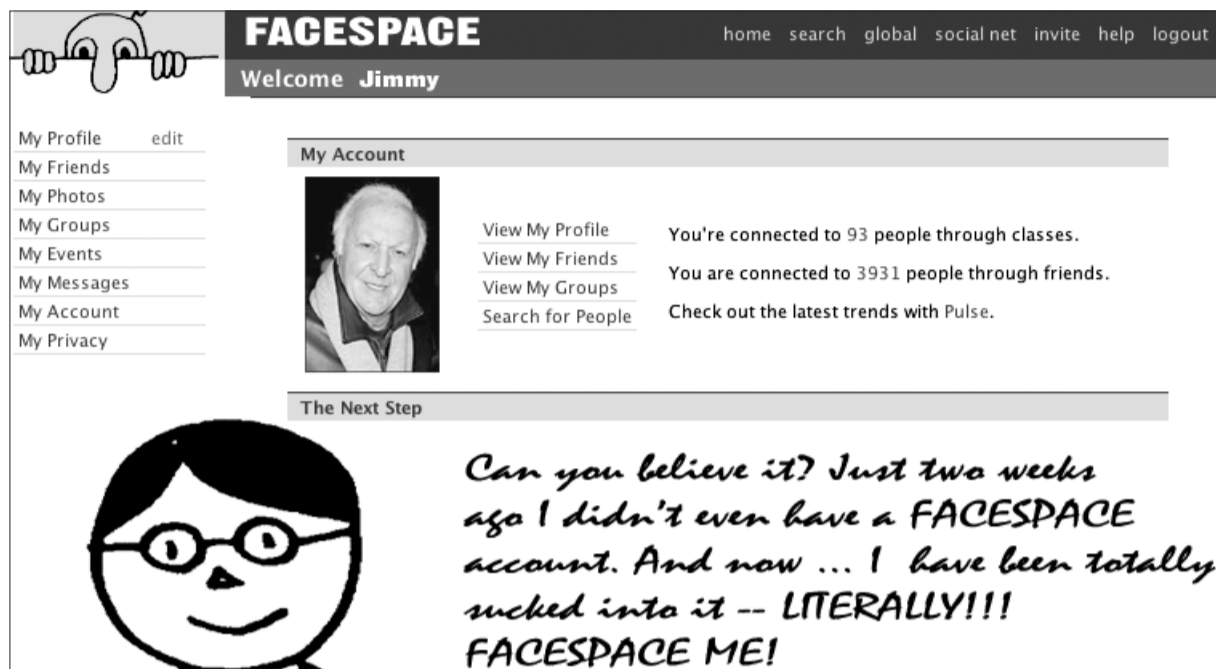 FACESPACE
home search global social net invite help logout
Welcome Jimmy
My Profile edit
My Friends
My Photos
My Groups
My Events
My Messages
My Account
My Privacy
My Account
View My Profile
View My Friends
View My Groups
Search for People
You're connected to 93 people through classes.
You are connected to 3931 people through friends.
Check out the latest trends with Pulse.
The Next Step
Can you believe it? Just two weeks
ago I didn't even have a FACESPACE
account. And now ... I have been totally
sucked into it -- LITERALLY!!!
FACESPACE ME!